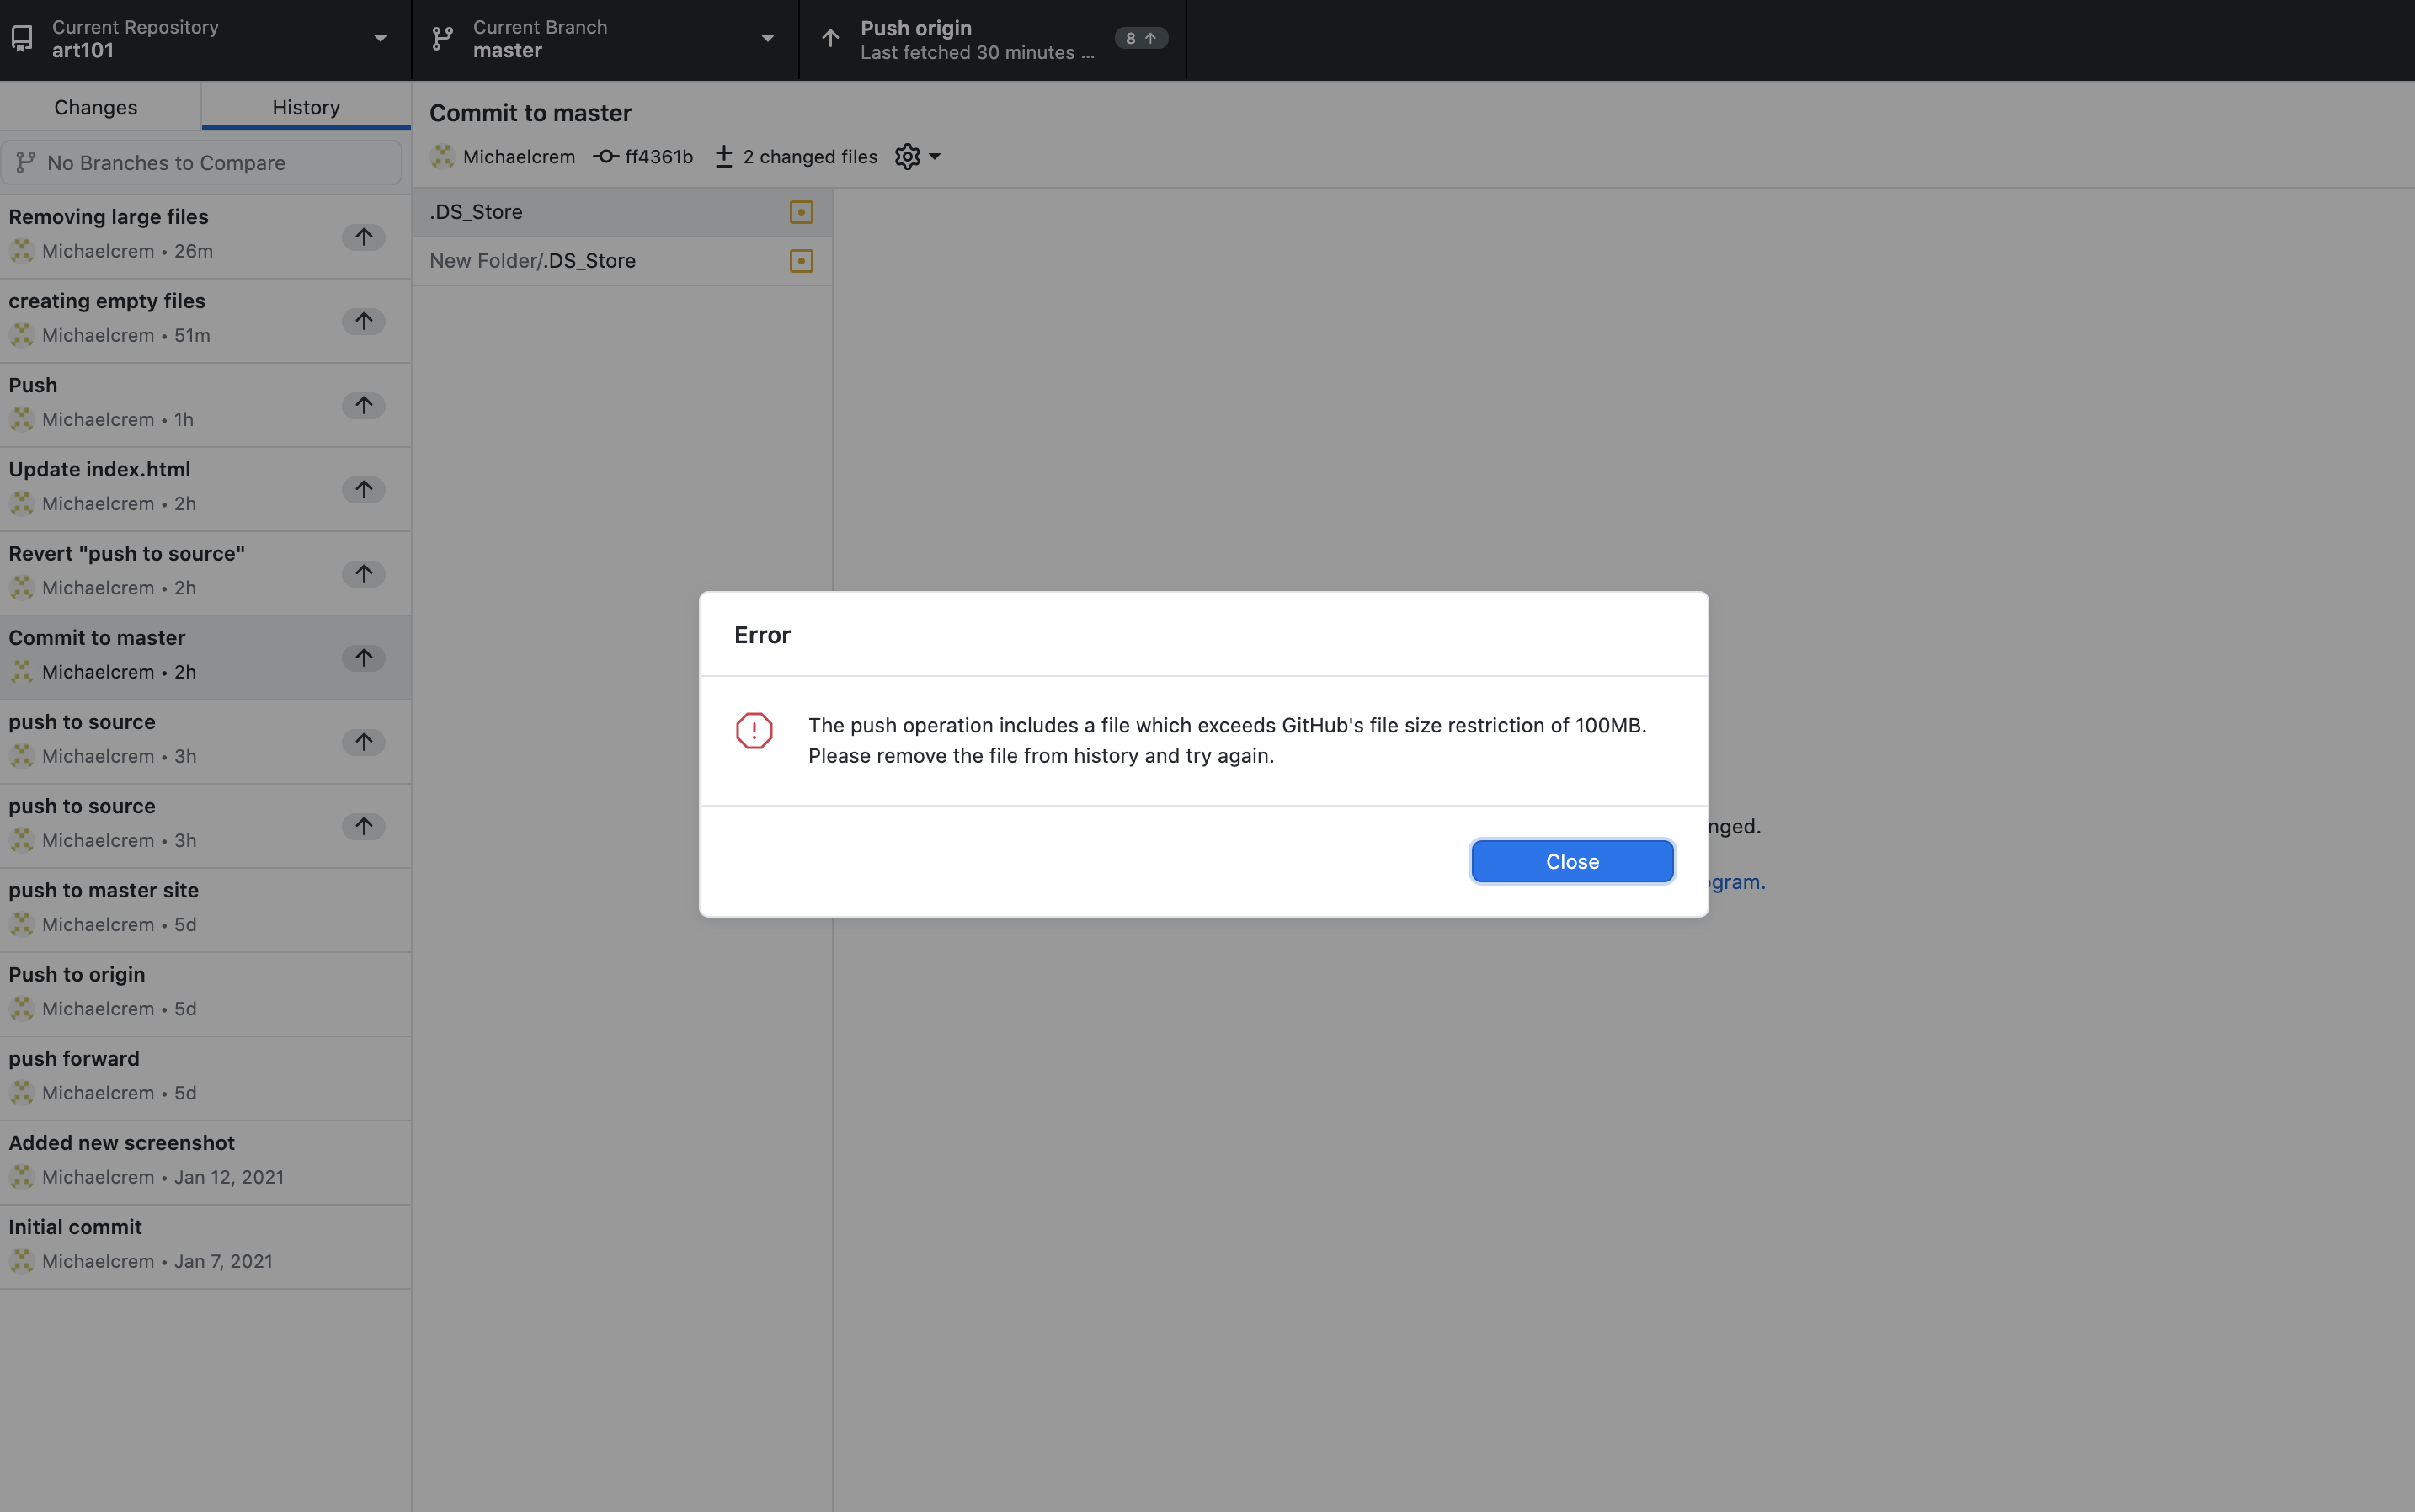 Current Repository
art101
Current Branch
master
Push origin
Last fetched 30 minutes ...
8
Changes
History
No Branches to Compare
Removing large files
Michaelcrem • 26m
creating empty files
Michaelcrem • 51m
Push
Michaelcrem • 1h
Update index.html
Michaelcrem • 2h
Revert "push to source"
Michaelcrem • 2h
Commit to master
Michaelcrem • 2h
push to source
Michaelcrem • 3h
push to source
Michaelcrem • 3h
push to master site
Michaelcrem • 5d
Push to origin
Michaelcrem • 5d
push forward
Michaelcrem • 5d
Added new screenshot
Michaelcrem • Jan 12, 2021
Initial commit
Michaelcrem • Jan 7, 2021
Commit to master
Michaelcrem ff4361b 2 changed files
.DS_Store
New Folder/.DS_Store
Error
The push operation includes a file which exceeds GitHub's file size restriction of 100MB.
Please remove the file from history and try again.
Close
nged.
ogram.